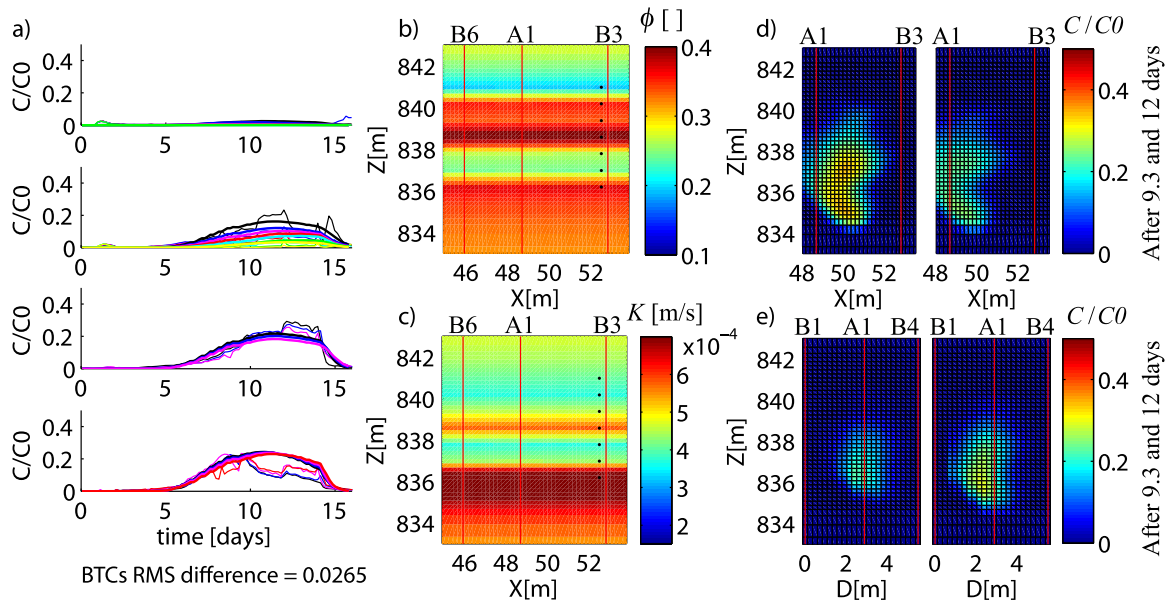 a)
C/C0
0.4
0.2
0
0 5 10 15
C/C0
0.4
0.2
0
0 5 10 15
C/C0
0.4
0.2
0
0 5 10 15
C/C0
0.4
0.2
0
0 5 10 15
time [days]
BTCs RMS difference = 0.0265
b)
ϕ [ ]
B6 A1 B3
Z[m]
842
840
838
836
834
46 48 50 52
X[m]
0.4
0.3
0.2
0.1
c)
K [m/s]
B6 A1 B3
x10⁻⁴
Z[m]
842
840
838
836
834
46 48 50 52
X[m]
6
5
4
3
2
d)
C/C0
A1 B3 A1 B3
Z[m]
842
840
838
836
834
48 50 52 48 50 52
X[m] X[m]
0.4
0.2
0
After 9.3 and 12 days
e)
C/C0
B1 A1 B4 B1 A1 B4
Z[m]
842
840
838
836
834
0 2 4 0 2 4
D[m] D[m]
0.4
0.2
0
After 9.3 and 12 days